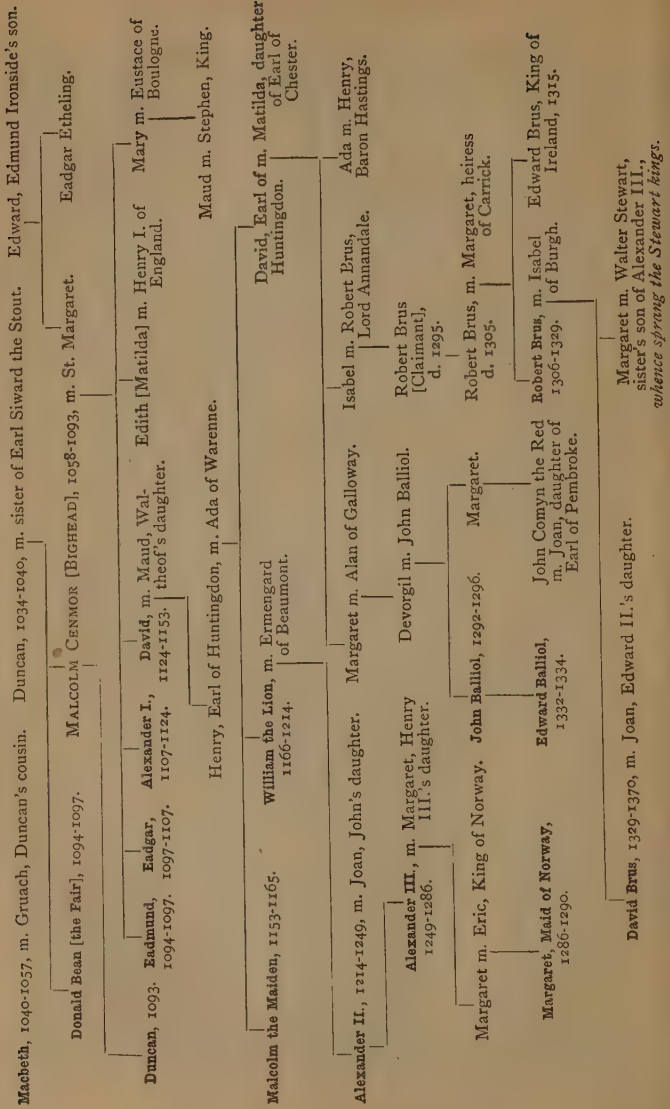 Macbeth, 1040-1057, m. Gruach, Duncan's cousin. Duncan, 1034-1040, m. sister of Earl Siward the Stout. Edward, Edmund Ironside's son.
Donald Bean [the Fair], 1094-1097. MALCOLM CENMOR [BIGHEAD], 1058-1093, m. St. Margaret. Eadgar Etheling.
Duncan, 1093. Eadmund, 1094-1097. Eadgar, 1097-1107. Alexander I., 1107-1124. David, m. Maud, Wal-
1124-1153. theof's daughter.
Edith [Matilda] m. Henry I. of
England.
Mary m. Eustace of
Boulogne.
Henry, Earl of Huntingdon, m. Ada of Warenne. Maud m. Stephen, King.
Malcolm the Maiden, 1153-1165. William the Lion, m. Ermengard
1166-1214. of Beaumont.
David, Earl of m. Matilda, daughter
Huntingdon. of Earl of
Chester.
Alexander II., 1214-1249, m. Joan, John's daughter. Margaret m. Alan of Galloway. Isabel m. Robert Brus,
Lord Annandale.
Ada m. Henry,
Baron Hastings.
Alexander III., m. Margaret, Henry
1249-1286. III.'s daughter.
Devorgil m. John Balliol. Robert Brus
[Claimant],
d. 1295.
Margaret m. Eric, King of Norway. John Balliol, 1292-1296. Margaret. Robert Brus, m. Margaret, heiress
d. 1305. of Carrick.
Margaret, Maid of Norway,
1286-1290.
Edward Balliol,
1332-1334.
John Comyn the Red
m. Joan, daughter of
Earl of Pembroke.
Robert Brus, m. Isabel
1306-1329. of Burgh.
Edward Brus, King of
Ireland, 1315.
David Brus, 1329-1370, m. Joan, Edward II.'s daughter. Margaret m. Walter Stewart,
sister's son of Alexander III.,
whence sprang the Stewart kings.